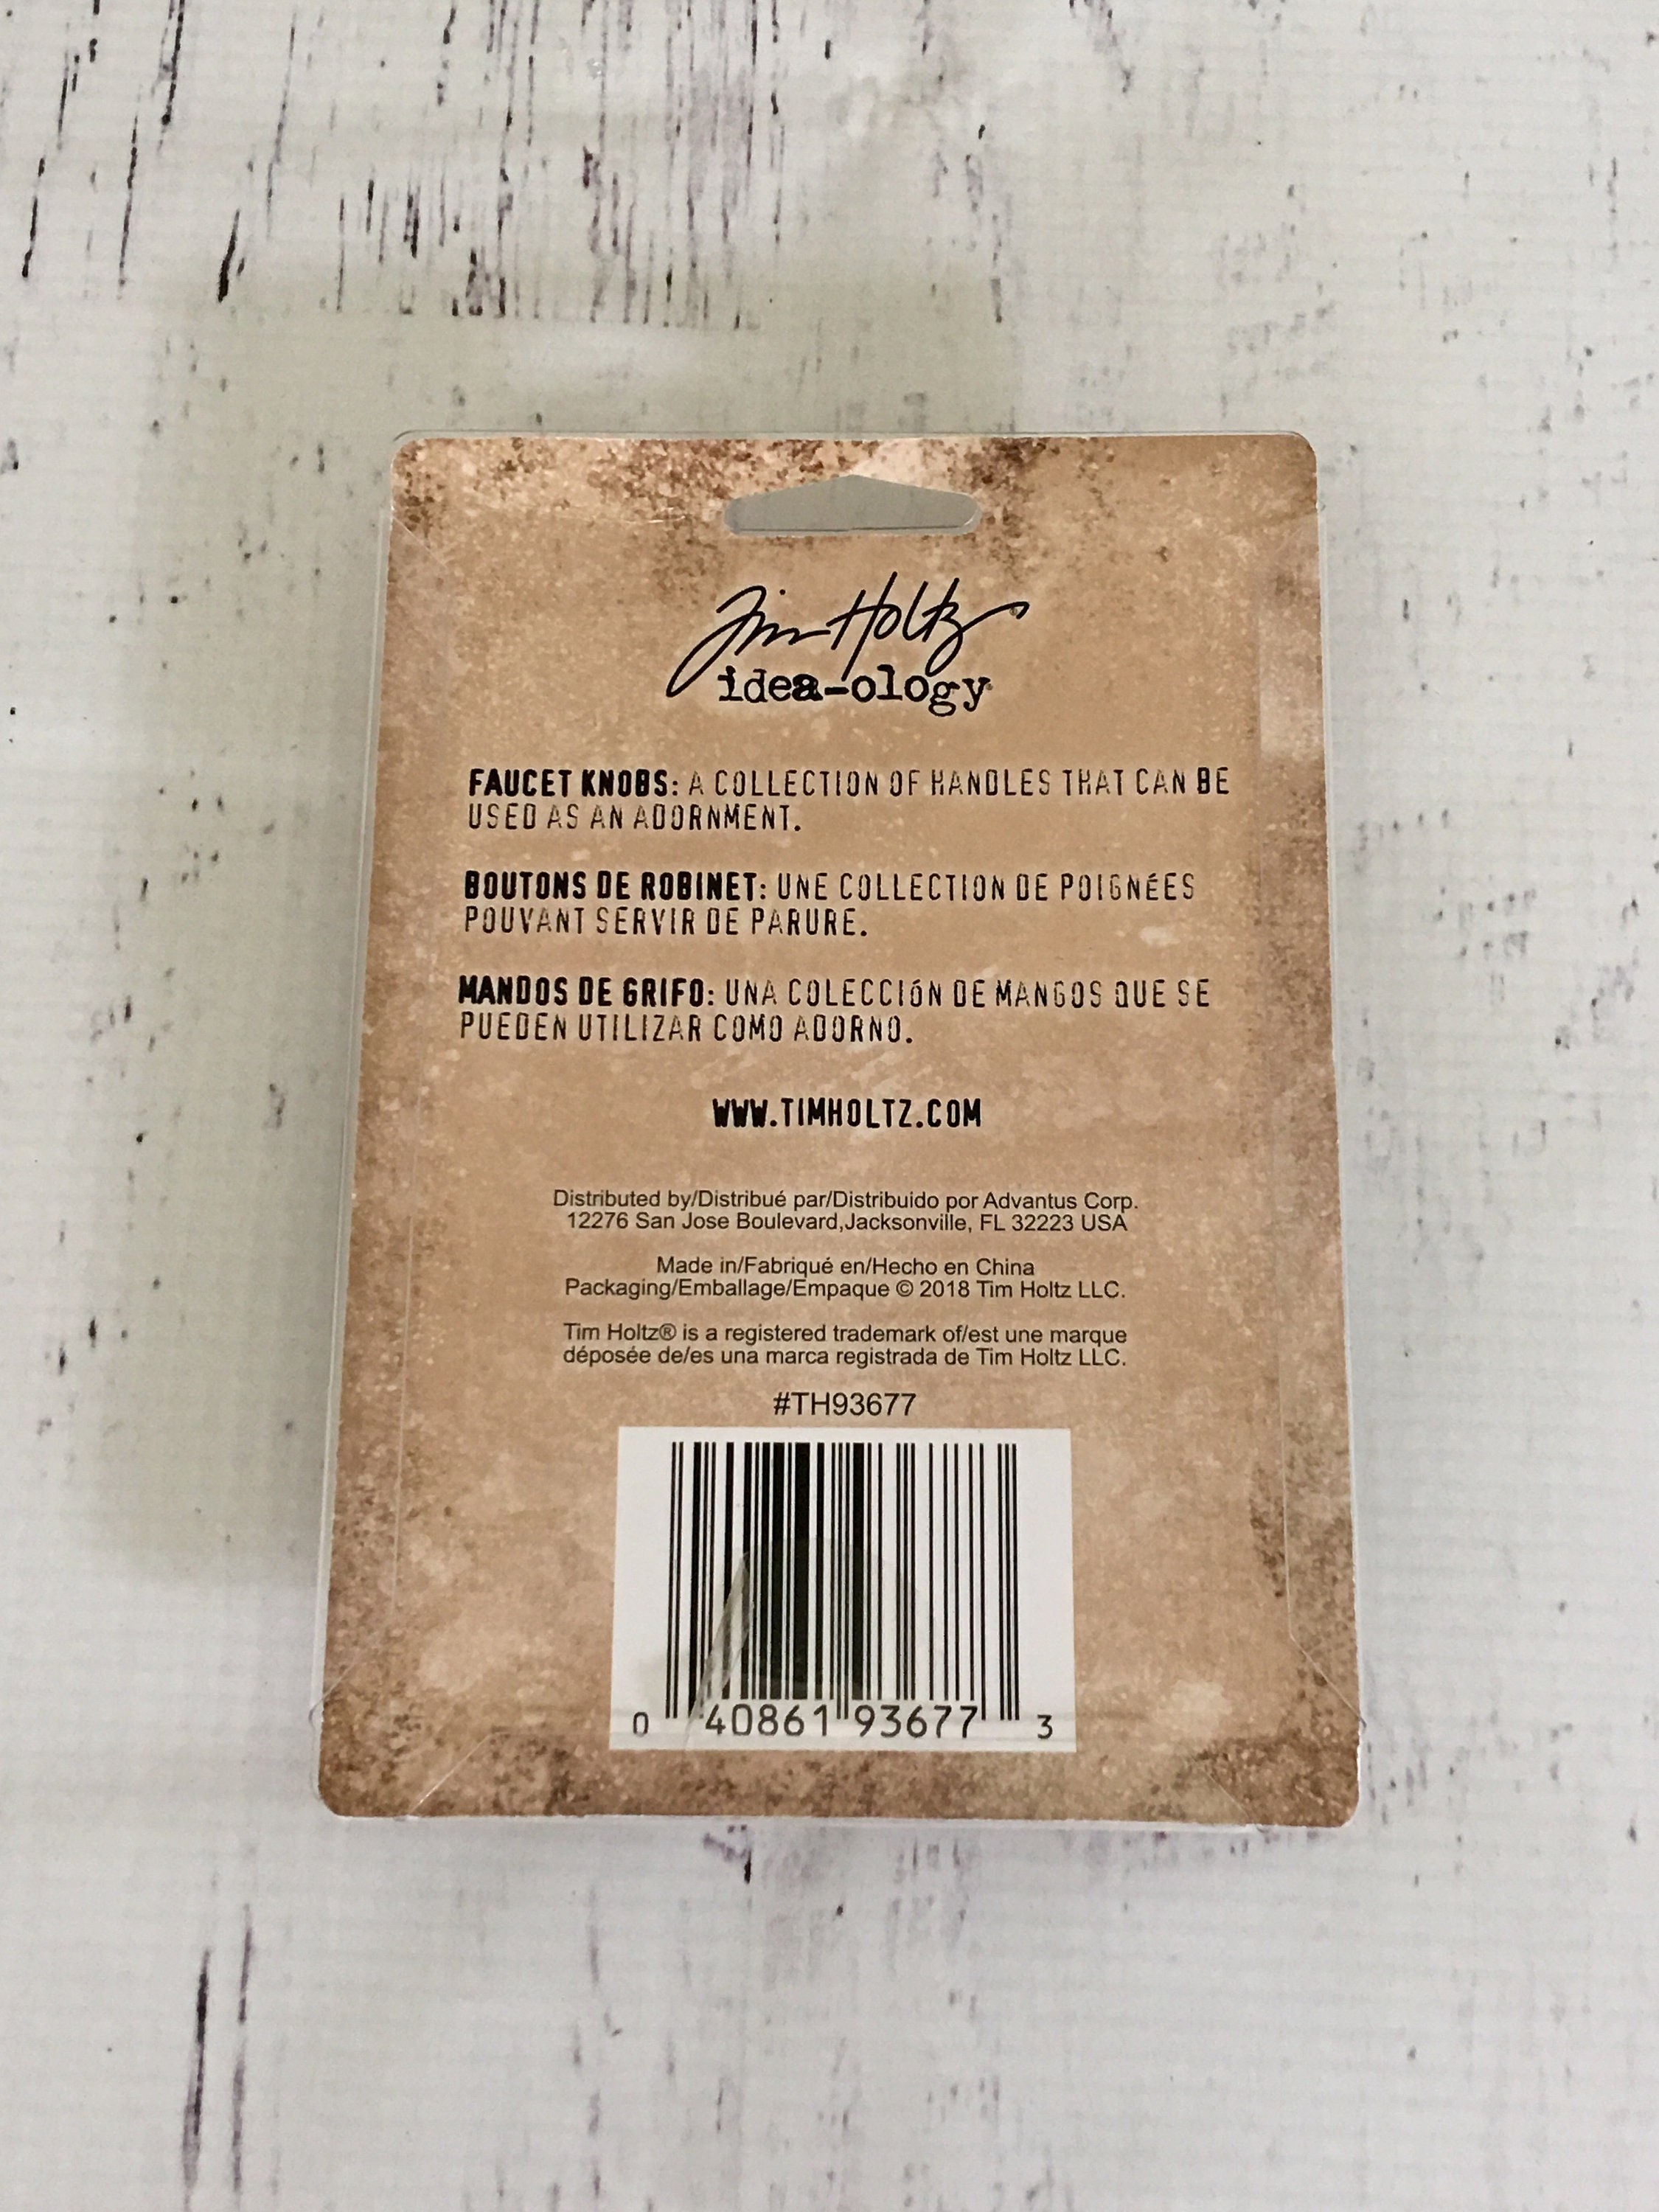 Tim Holtz
idea-ology
FAUCET KNOBS: A COLLECTION OF HANDLES THAT CAN BE
USED AS AN ADORNMENT.
BOUTONS DE ROBINET: UNE COLLECTION DE POIGNÉES
POUVANT SERVIR DE PARURE.
MANDOS DE GRIFO: UNA COLECCIÓN DE MANGOS QUE SE
PUEDEN UTILIZAR COMO ADORNO.
WWW.TIMHOLTZ.COM
Distributed by/Distribué par/Distribuido por Advantus Corp.
12276 San Jose Boulevard,Jacksonville, FL 32223 USA
Made in/Fabriqué en/Hecho en China
Packaging/Emballage/Empaque © 2018 Tim Holtz LLC.
Tim Holtz® is a registered trademark of/est une marque
déposée de/es una marca registrada de Tim Holtz LLC.
#TH93677
0 40861 93677 3